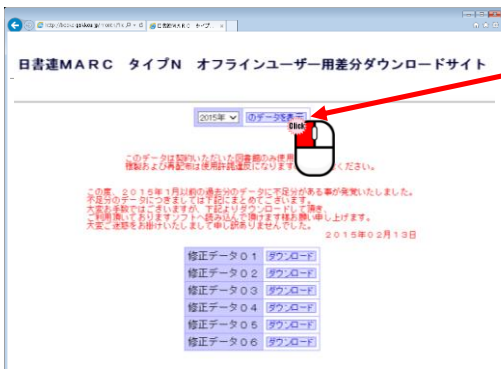 日書連MARC タイプN オフラインユーザー用差分ダウンロードサイト
2015年 のデータを表示
Click
このデータは契約いただいた図書館のみ使用
複製および再配布は使用許諾違反になります ください。
この度、2015年1月以前の過去分のデータに不足分がある事が発覚いたしました。
不足分のデータにつきましては下記にまとめてございます。
大変お手数ではございますが、下記よりダウンロードして頂き、
ご利用頂いておりますソフトへ読み込んで頂けます様お願い申し上げます。
大変ご迷惑をお掛けいたしまして申し訳ありませんでした。
2015年02月13日
修正データ01 ダウンロード
修正データ02 ダウンロード
修正データ03 ダウンロード
修正データ04 ダウンロード
修正データ05 ダウンロード
修正データ06 ダウンロード